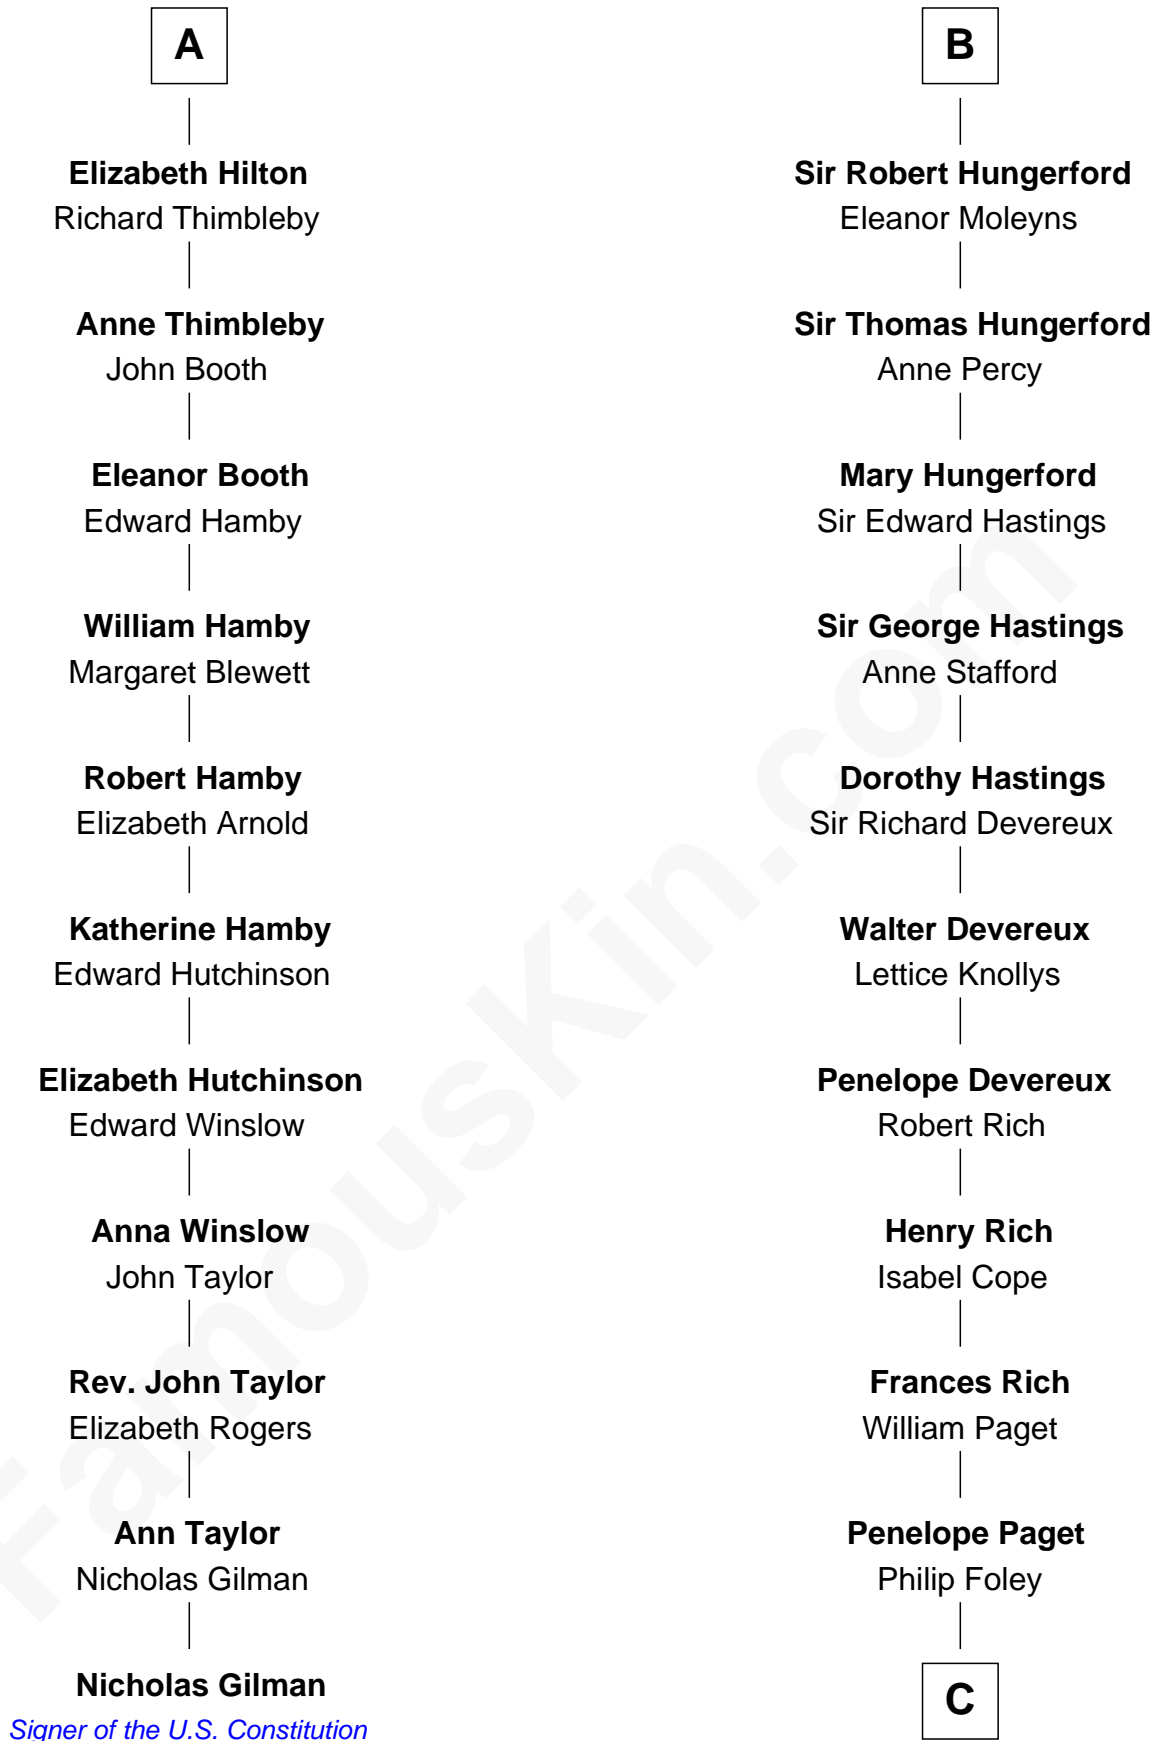 A
Elizabeth Hilton
Richard Thimbleby
Anne Thimbleby
John Booth
Eleanor Booth
Edward Hamby
William Hamby
Margaret Blewett
Robert Hamby
Elizabeth Arnold
Katherine Hamby
Edward Hutchinson
Elizabeth Hutchinson
Edward Winslow
Anna Winslow
John Taylor
Rev. John Taylor
Elizabeth Rogers
Ann Taylor
Nicholas Gilman
Nicholas Gilman
Signer of the U.S. Constitution
B
Sir Robert Hungerford
Eleanor Moleyns
Sir Thomas Hungerford
Anne Percy
Mary Hungerford
Sir Edward Hastings
Sir George Hastings
Anne Stafford
Dorothy Hastings
Sir Richard Devereux
Walter Devereux
Lettice Knollys
Penelope Devereux
Robert Rich
Henry Rich
Isabel Cope
Frances Rich
William Paget
Penelope Paget
Philip Foley
C
FamousKin.com